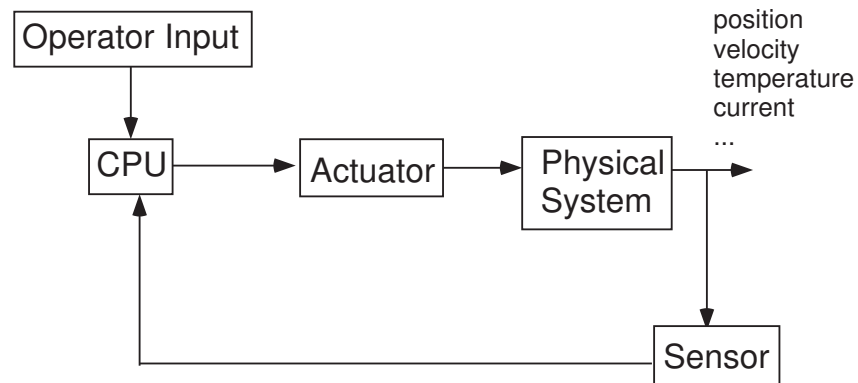 Operator Input
position
velocity
temperature
current
...
CPU
Actuator
Physical
System
Sensor